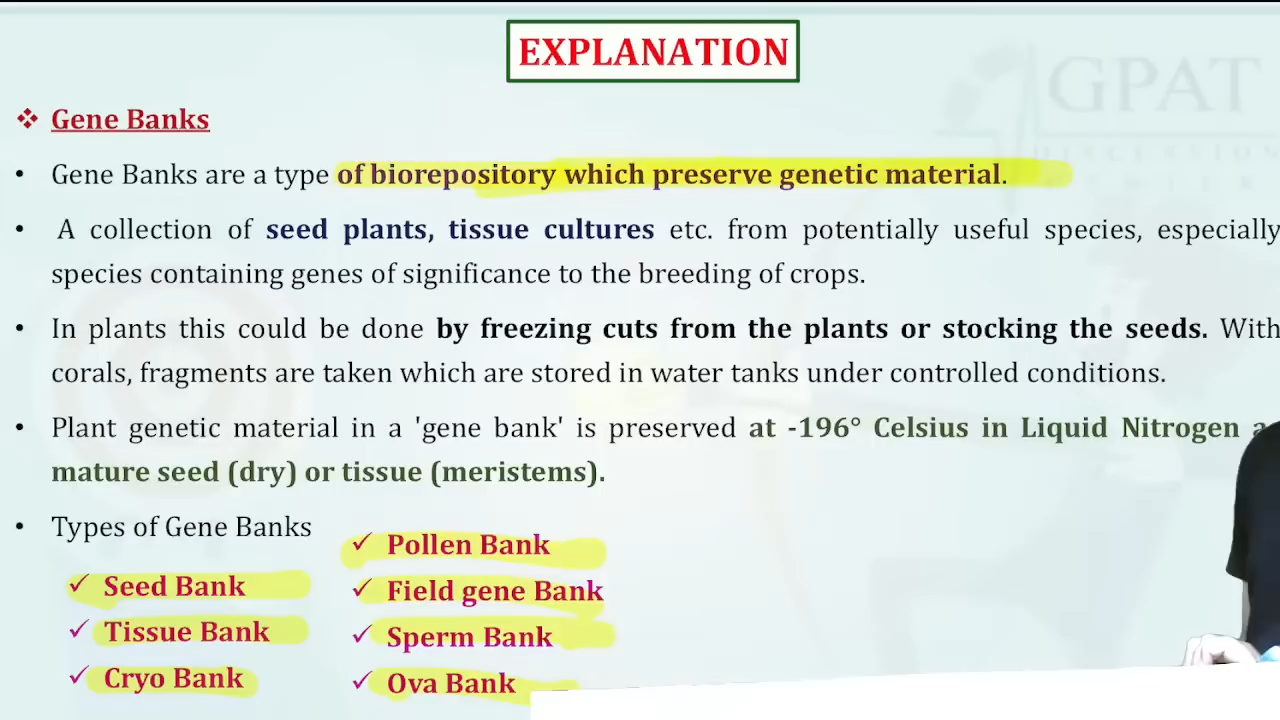 EXPLANATION
GPAT
DISCUSSION
❖ Gene Banks
• Gene Banks are a type of biorepository which preserve genetic material.
• A collection of seed plants, tissue cultures etc. from potentially useful species, especially
species containing genes of significance to the breeding of crops.
• In plants this could be done by freezing cuts from the plants or stocking the seeds. With
corals, fragments are taken which are stored in water tanks under controlled conditions.
• Plant genetic material in a 'gene bank' is preserved at -196° Celsius in Liquid Nitrogen
mature seed (dry) or tissue (meristems).
• Types of Gene Banks
✓ Seed Bank
✓ Tissue Bank
✓ Cryo Bank
✓ Pollen Bank
✓ Field gene Bank
✓ Sperm Bank
✓ Ova Bank